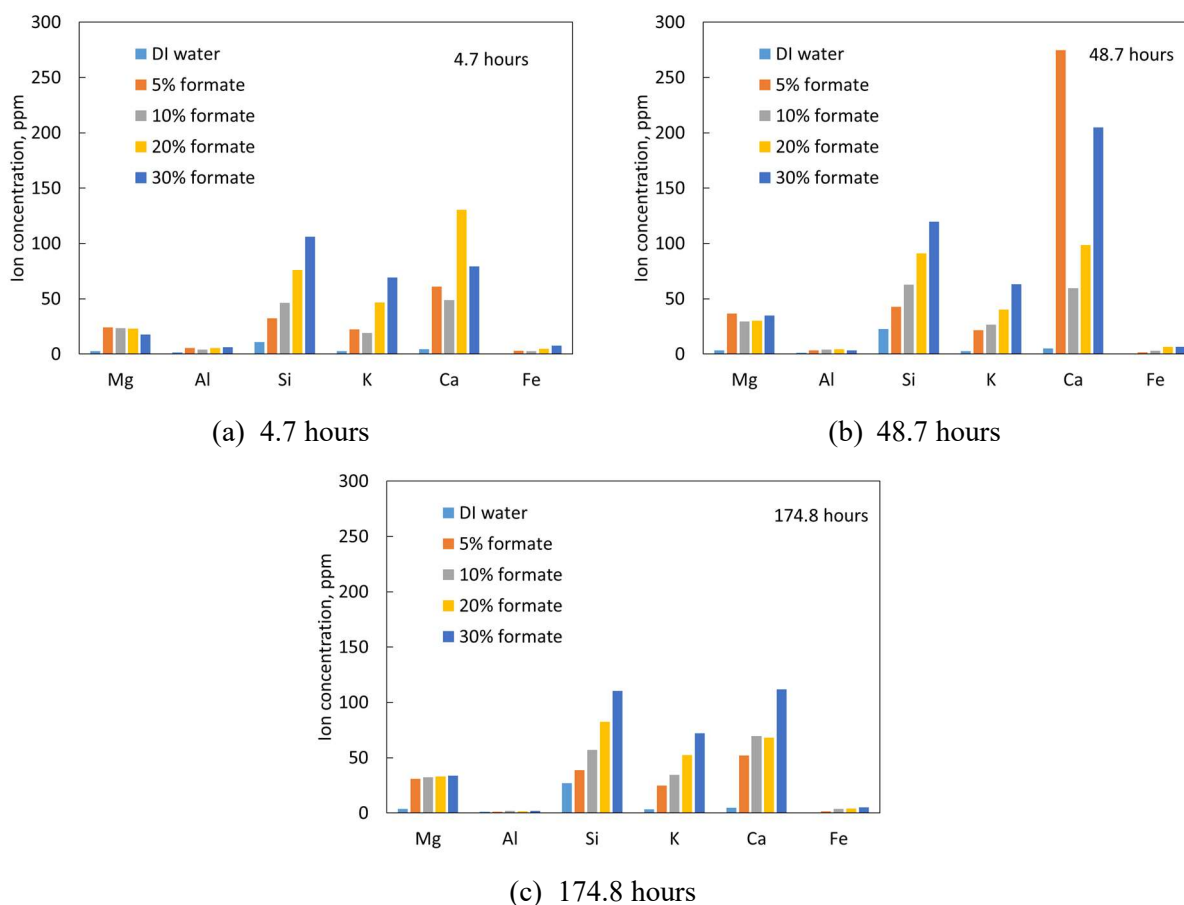 300
250
200
150
100
50
0
Ion concentration, ppm
DI water
5% formate
10% formate
20% formate
30% formate
4.7 hours
Mg Al Si K Ca Fe
(a) 4.7 hours
300
250
200
150
100
50
0
Ion concentration, ppm
DI water
5% formate
10% formate
20% formate
30% formate
48.7 hours
Mg Al Si K Ca Fe
(b) 48.7 hours
300
250
200
150
100
50
0
Ion concentration, ppm
DI water
5% formate
10% formate
20% formate
30% formate
174.8 hours
Mg Al Si K Ca Fe
(c) 174.8 hours